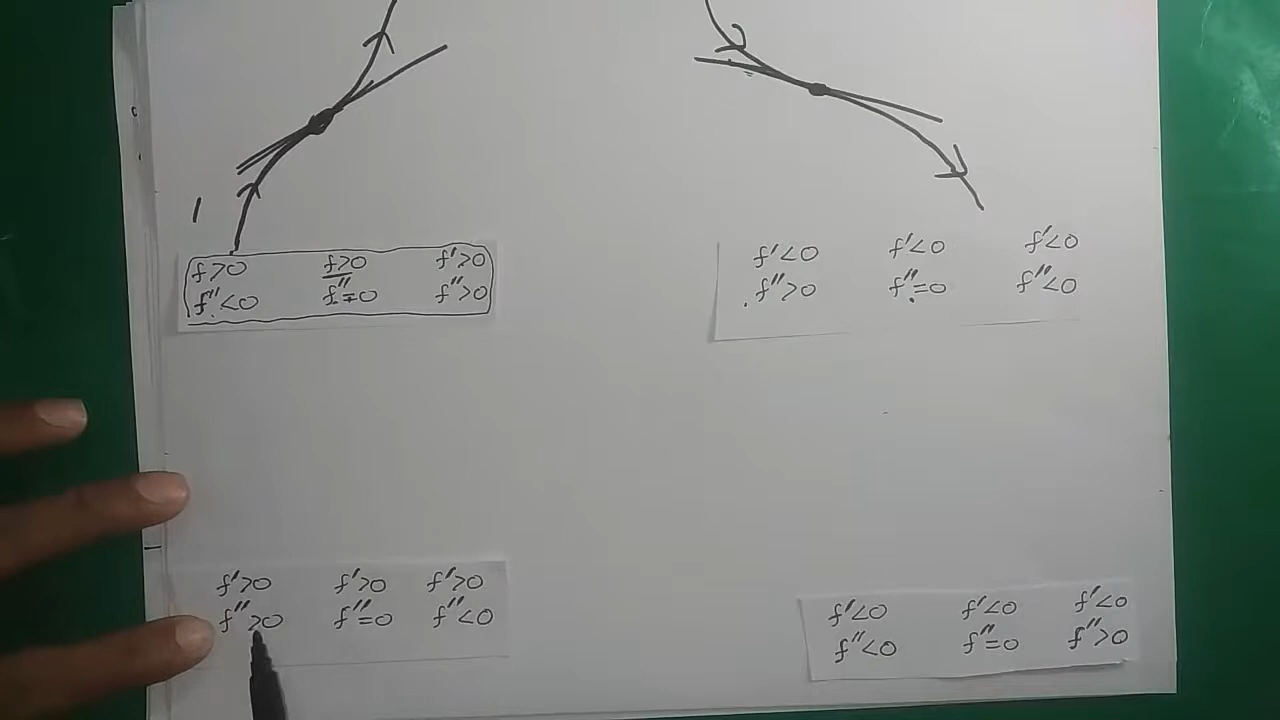 1
f>0 f>0 f'>0
f''<0 f''=0 f''>0
f'<0 f'<0 f'<0
f''>0 f''=0 f''<0
f'>0 f'>0 f'>0
f''>0 f''=0 f''<0
f'<0 f'<0 f'<0
f''<0 f''=0 f''>0